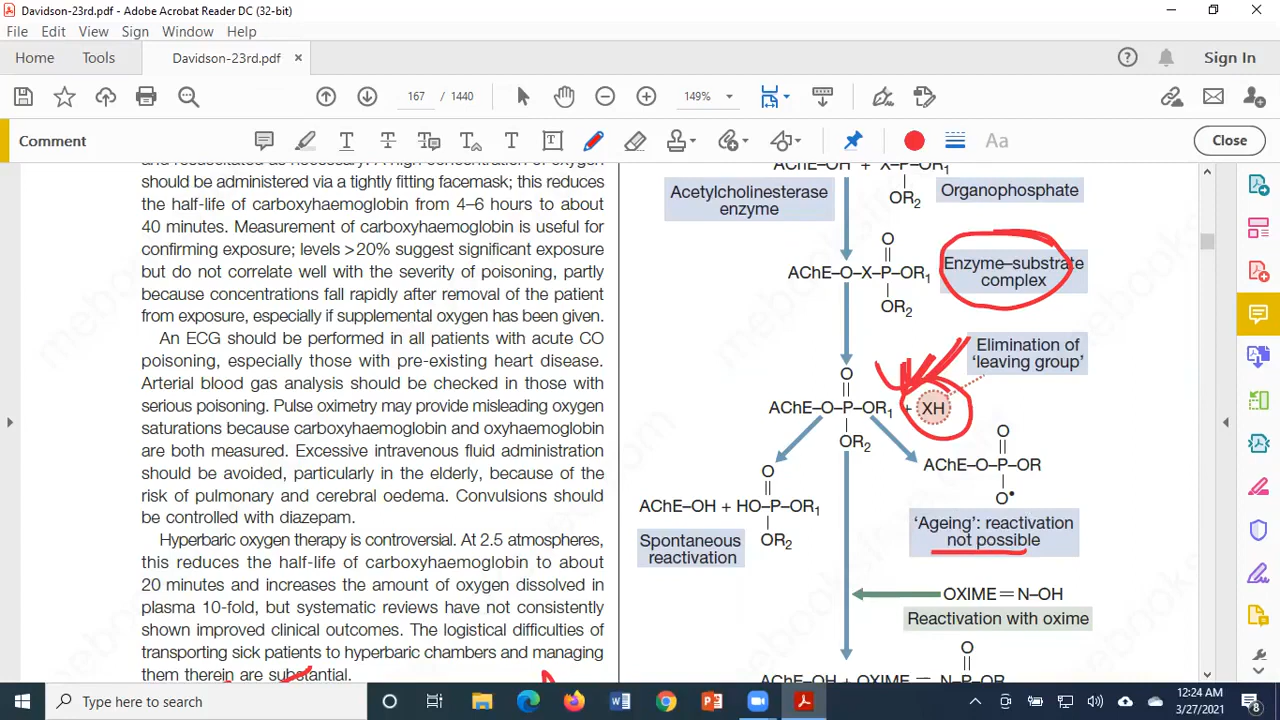 Davidson-23rd.pdf - Adobe Acrobat Reader DC (32-bit)
File Edit View Sign Window Help
Home Tools Davidson-23rd.pdf × Sign In
167 / 1440 149%
Comment Aa Close
should be administered via a tightly fitting facemask; this reduces
the half-life of carboxyhaemoglobin from 4–6 hours to about
40 minutes. Measurement of carboxyhaemoglobin is useful for
confirming exposure; levels >20% suggest significant exposure
but do not correlate well with the severity of poisoning, partly
because concentrations fall rapidly after removal of the patient
from exposure, especially if supplemental oxygen has been given.
An ECG should be performed in all patients with acute CO
poisoning, especially those with pre-existing heart disease.
Arterial blood gas analysis should be checked in those with
serious poisoning. Pulse oximetry may provide misleading oxygen
saturations because carboxyhaemoglobin and oxyhaemoglobin
are both measured. Excessive intravenous fluid administration
should be avoided, particularly in the elderly, because of the
risk of pulmonary and cerebral oedema. Convulsions should
be controlled with diazepam.
Hyperbaric oxygen therapy is controversial. At 2.5 atmospheres,
this reduces the half-life of carboxyhaemoglobin to about
20 minutes and increases the amount of oxygen dissolved in
plasma 10-fold, but systematic reviews have not consistently
shown improved clinical outcomes. The logistical difficulties of
transporting sick patients to hyperbaric chambers and managing
them therein are substantial.
AChE–OH + X–P–OR1
OR2
Acetylcholinesterase
enzyme
Organophosphate
O
AChE–O–X–P–OR1
OR2
Enzyme–substrate
complex
Elimination of
‘leaving group’
O
AChE–O–P–OR1 + XH
OR2
O
AChE–OH + HO–P–OR1
OR2
Spontaneous
reactivation
O
AChE–O–P–OR
O•
‘Ageing’: reactivation
not possible
OXIME＝N–OH
Reactivation with oxime
O
AChE–OH + OXIME ＝ N–P–OR
Type here to search
12:24 AM
3/27/2021
8